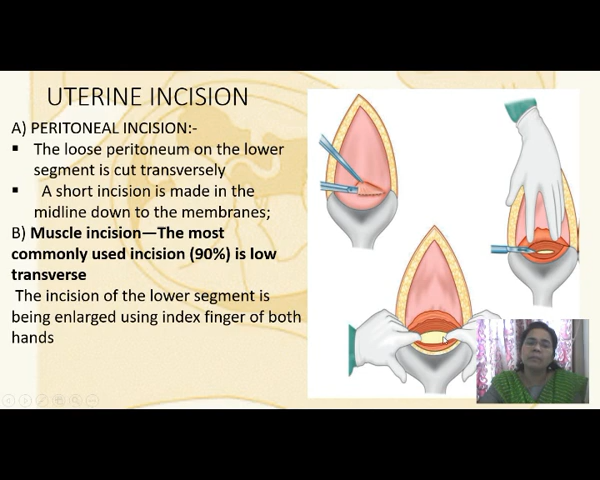 UTERINE INCISION
A) PERITONEAL INCISION:-
▪ The loose peritoneum on the lower
segment is cut transversely
▪ A short incision is made in the
midline down to the membranes;
B) Muscle incision—The most
commonly used incision (90%) is low
transverse
The incision of the lower segment is
being enlarged using index finger of both
hands